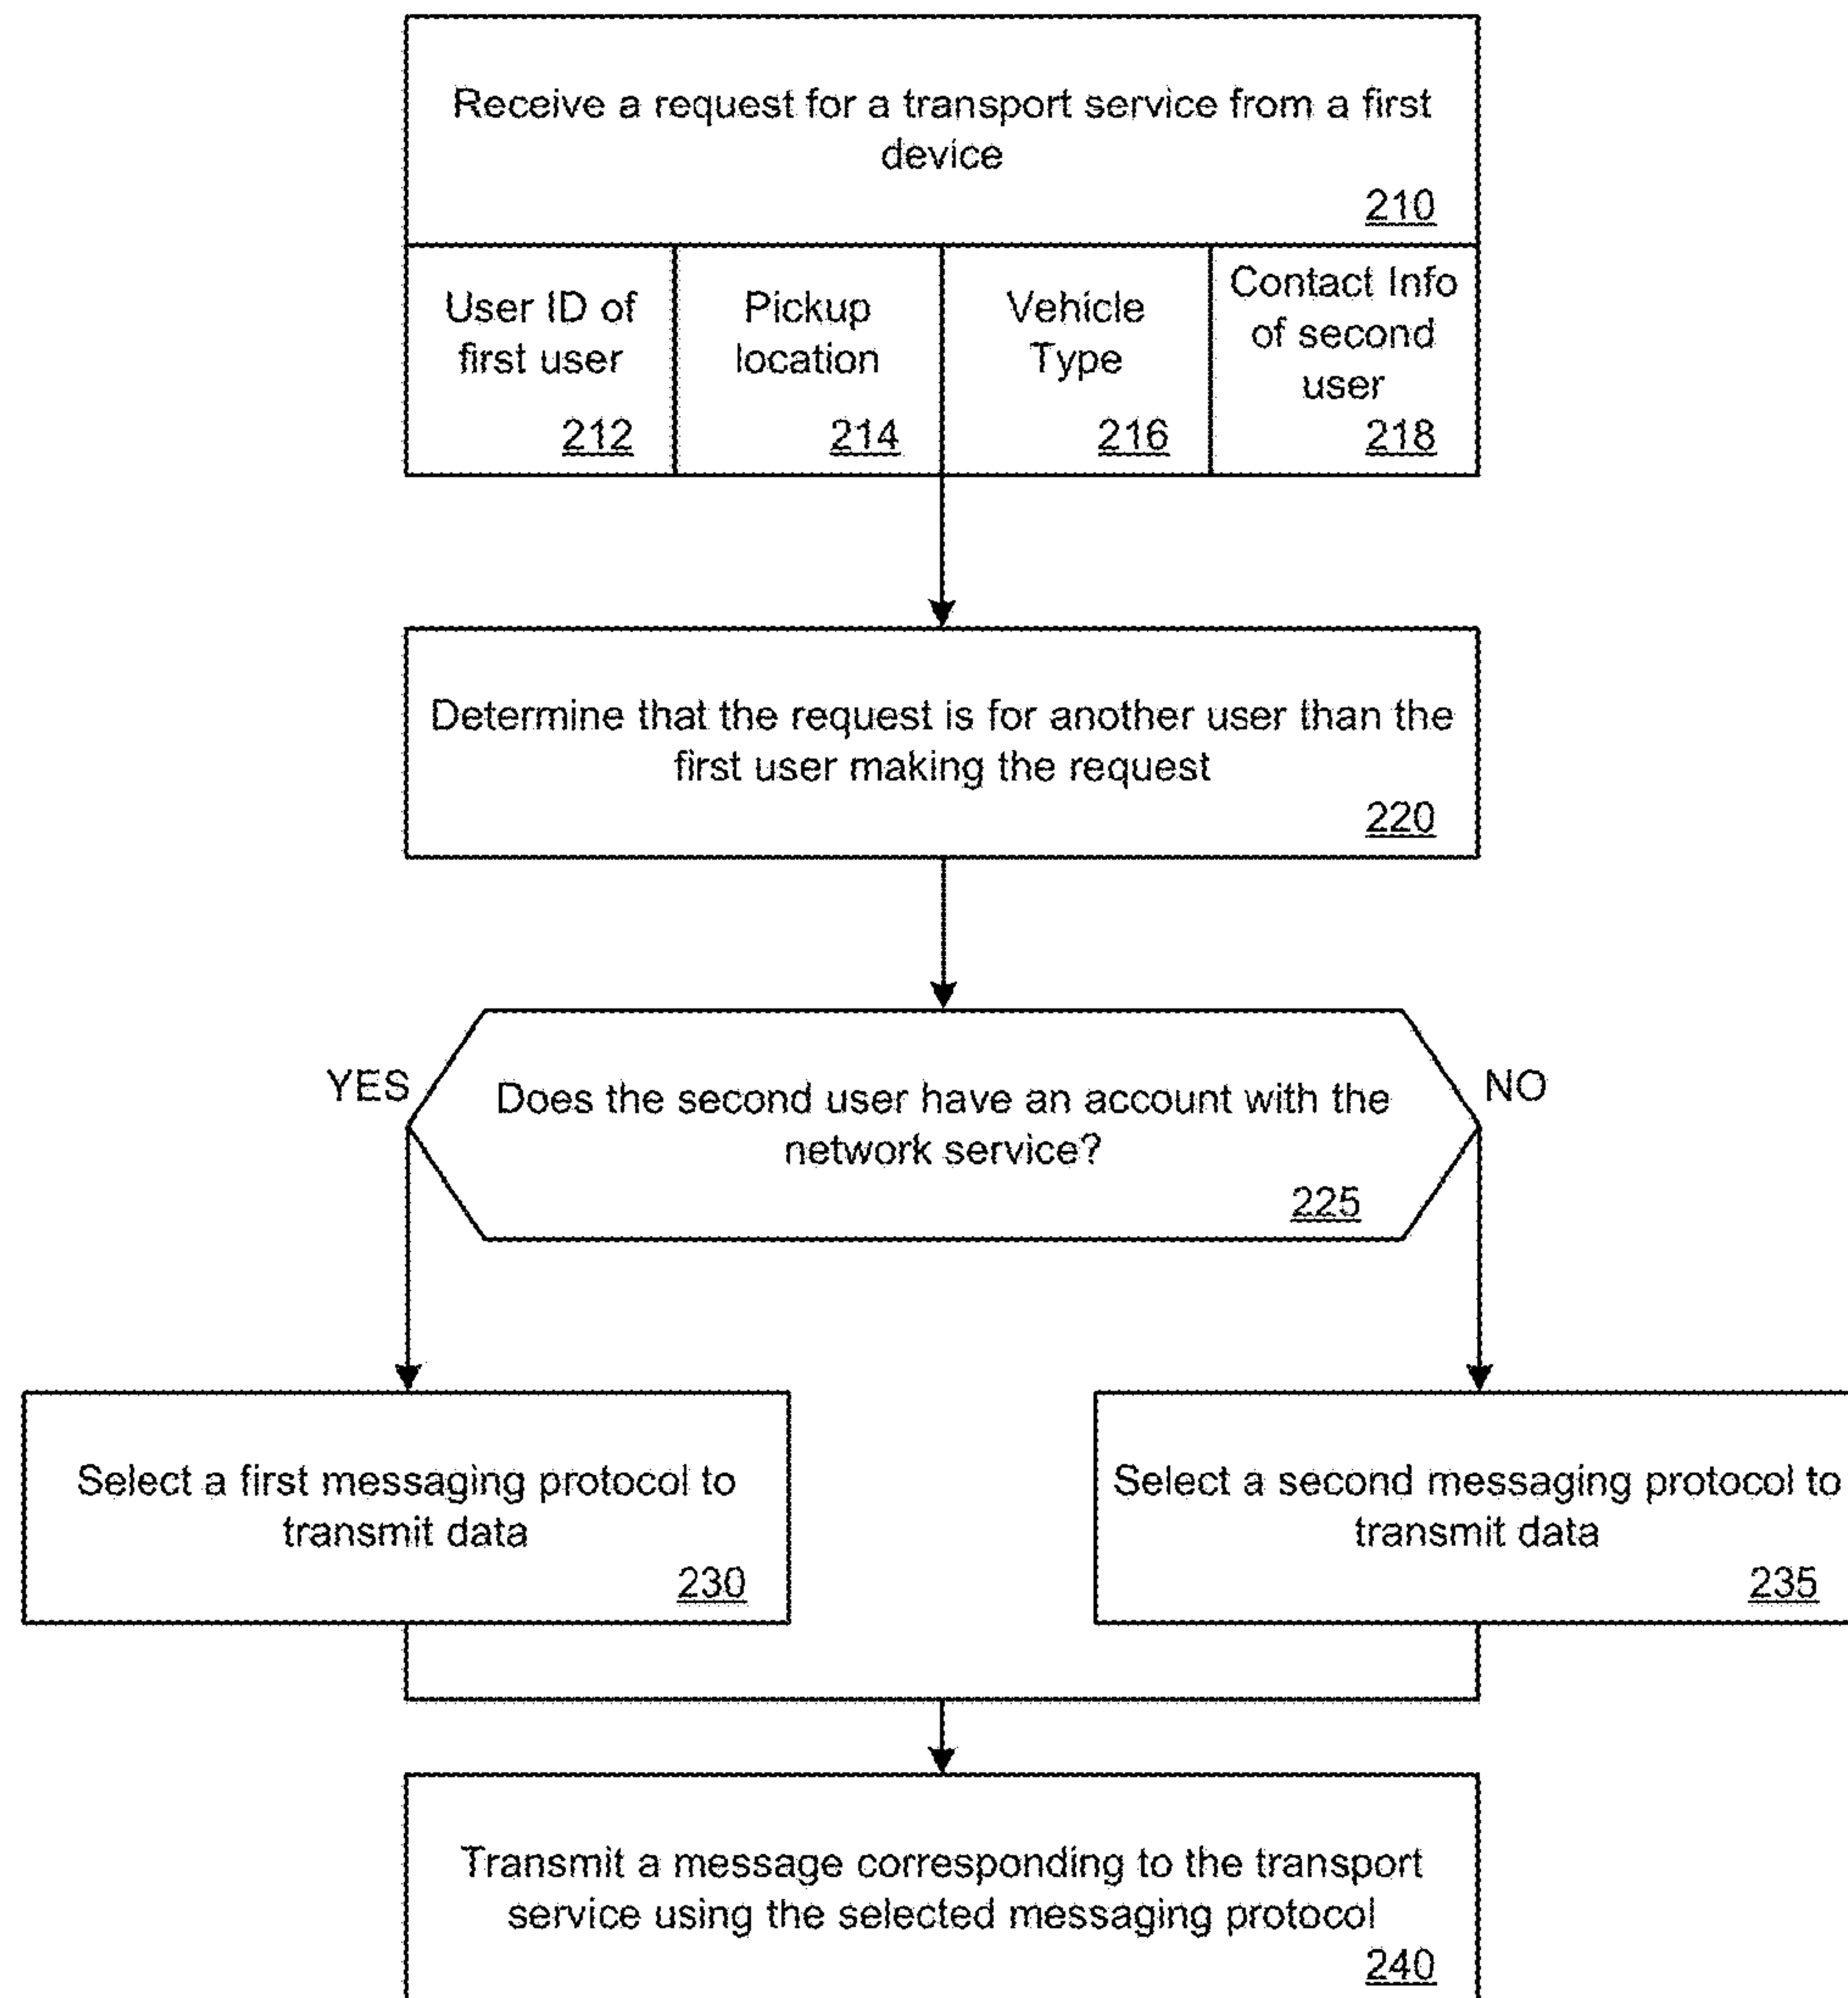 Receive a request for a transport service from a first
device
210
User ID of
first user
212
Pickup
location
214
Vehicle
Type
216
Contact Info
of second
user
218
Determine that the request is for another user than the
first user making the request
220
YES
Does the second user have an account with the
network service?
225
NO
Select a first messaging protocol to
transmit data
230
Select a second messaging protocol to
transmit data
235
Transmit a message corresponding to the transport
service using the selected messaging protocol
240